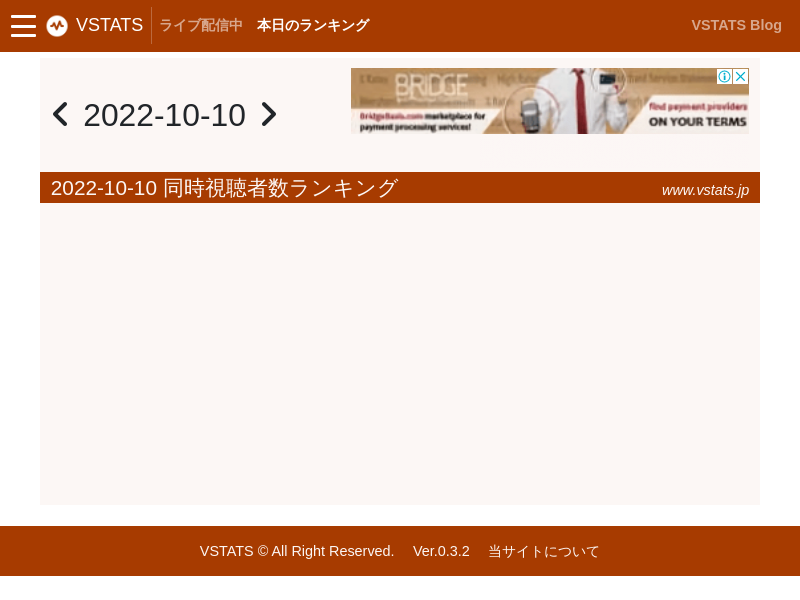 VSTATS ライブ配信中 本日のランキング VSTATS Blog
2022-10-10
BRIDGE
BridgeBasis.com marketplace for
payment processing services!
find payment providers
ON YOUR TERMS
2022-10-10 同時視聴者数ランキング www.vstats.jp
VSTATS © All Right Reserved. Ver.0.3.2 当サイトについて